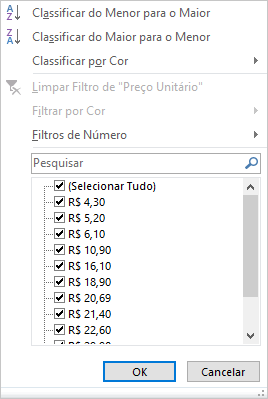 Classificar do Menor para o Maior
Classificar do Maior para o Menor
Classificar por Cor
Limpar Filtro de "Preço Unitário"
Filtrar por Cor
Filtros de Número
Pesquisar
(Selecionar Tudo)
R$ 4,30
R$ 5,20
R$ 6,10
R$ 10,90
R$ 16,10
R$ 18,90
R$ 20,69
R$ 21,40
R$ 22,60
OK
Cancelar